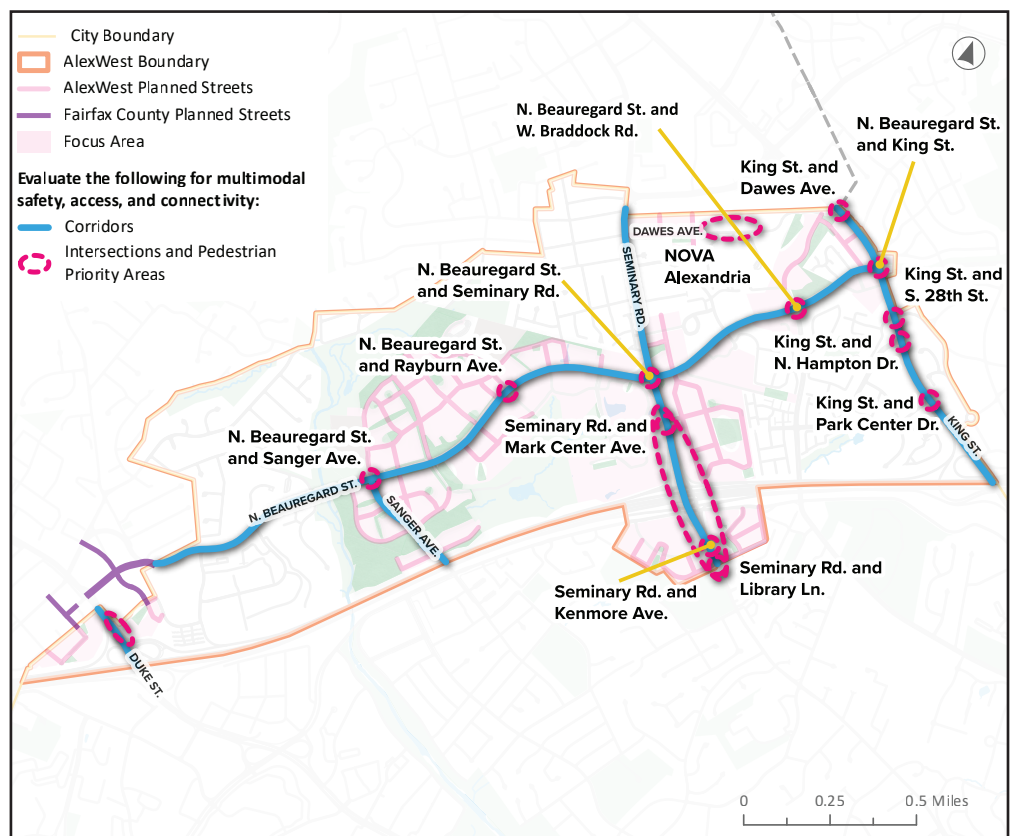 City Boundary
AlexWest Boundary
AlexWest Planned Streets
Fairfax County Planned Streets
Focus Area
Evaluate the following for multimodal
safety, access, and connectivity:
Corridors
Intersections and Pedestrian
Priority Areas
N. Beauregard St. and
W. Braddock Rd.
N. Beauregard St.
and King St.
King St. and
Dawes Ave.
DAWES AVE.
NOVA
Alexandria
SEMINARY RD.
N. Beauregard St.
and Seminary Rd.
King St. and
S. 28th St.
N. Beauregard St.
and Rayburn Ave.
King St. and
N. Hampton Dr.
King St. and
Park Center Dr.
KING ST.
Seminary Rd. and
Mark Center Ave.
N. Beauregard St.
and Sanger Ave.
N. BEAUREGARD ST.
SANGER AVE.
Seminary Rd. and
Library Ln.
Seminary Rd. and
Kenmore Ave.
DUKE ST.
0 0.25 0.5 Miles